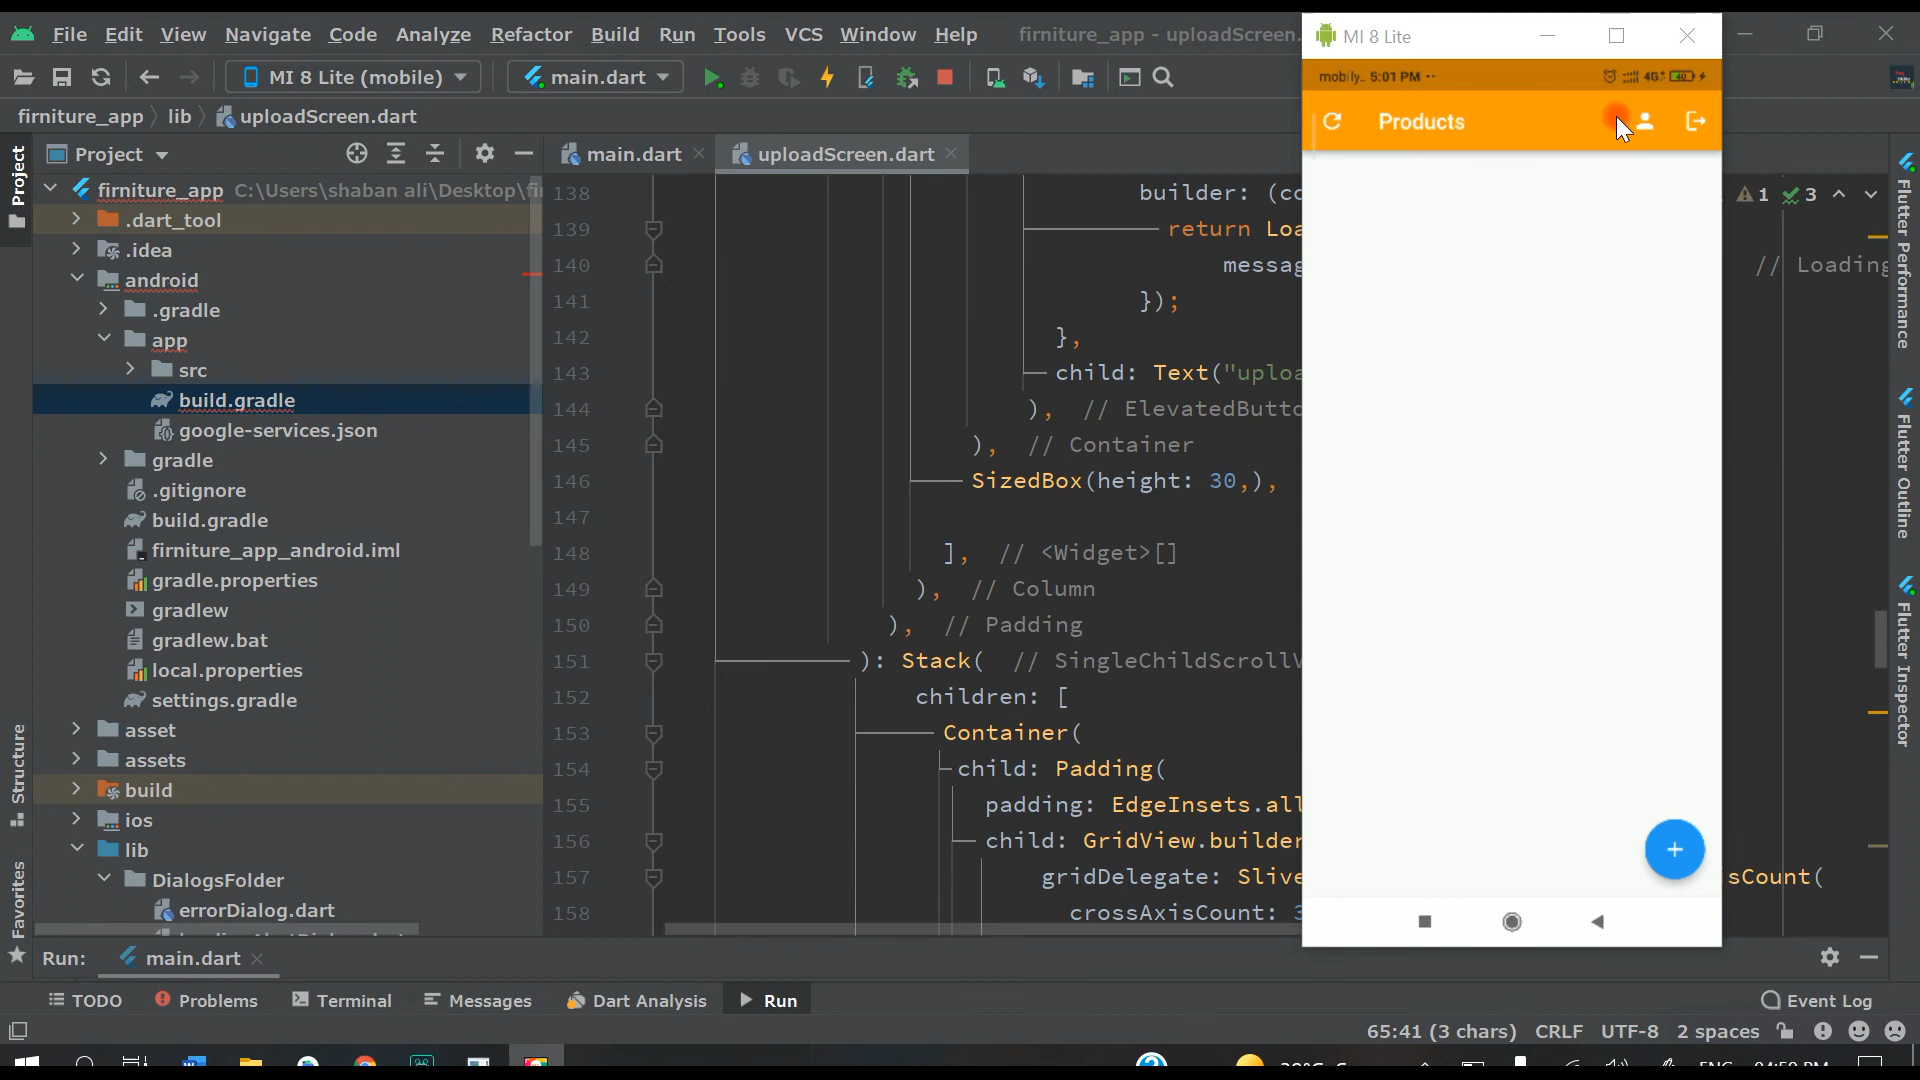 File Edit View Navigate Code Analyze Refactor Build Run Tools VCS Window Help firniture_app - uploadScreen.
MI 8 Lite
MI 8 Lite (mobile) main.dart
mobily.. 5:01 PM ··
4G 40
firniture_app lib uploadScreen.dart
Products
Project
main.dart
uploadScreen.dart
Project
Structure
Favorites
firniture_app C:\Users\shaban ali\Desktop\fi
.dart_tool
.idea
android
.gradle
app
src
build.gradle
google-services.json
gradle
.gitignore
build.gradle
firniture_app_android.iml
gradle.properties
gradlew
gradlew.bat
local.properties
settings.gradle
asset
assets
build
ios
lib
DialogsFolder
errorDialog.dart
138 builder: (co
139 return Loa
140 messag // Loading
141 });
142 },
143 child: Text("uploa
144 ), // ElevatedButto
145 ), // Container
146 SizedBox(height: 30,),
147
148 ], // <Widget>[]
149 ), // Column
150 ), // Padding
151 ): Stack( // SingleChildScrollV
152 children: [
153 Container(
154 child: Padding(
155 padding: EdgeInsets.all
156 child: GridView.builder
157 gridDelegate: Slive sCount(
158 crossAxisCount: 3
1 3
Flutter Performance
Flutter Outline
Flutter Inspector
Run: main.dart
TODO Problems Terminal Messages Dart Analysis Run Event Log
65:41 (3 chars) CRLF UTF-8 2 spaces